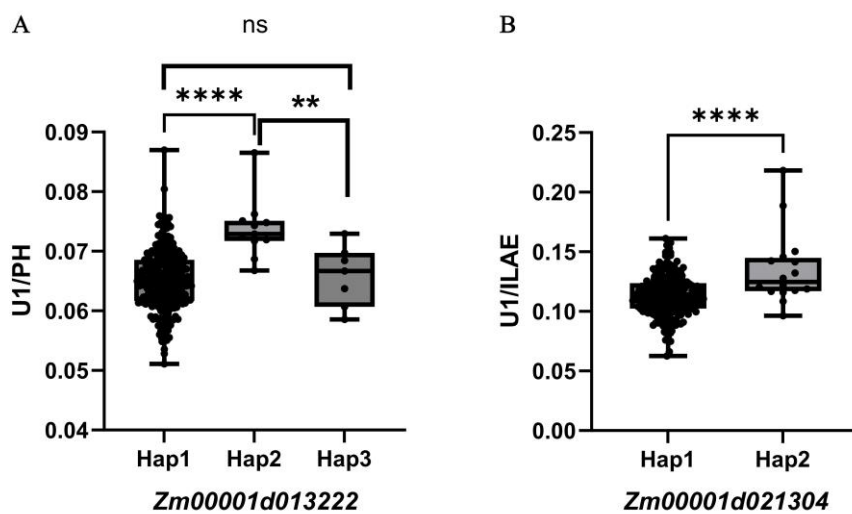 A
ns
****
**
0.09
0.08
0.07
0.06
0.05
0.04
U1/PH
Hap1 Hap2 Hap3
Zm00001d013222
B
****
0.25
0.20
0.15
0.10
0.05
0.00
U1/ILAE
Hap1 Hap2
Zm00001d021304